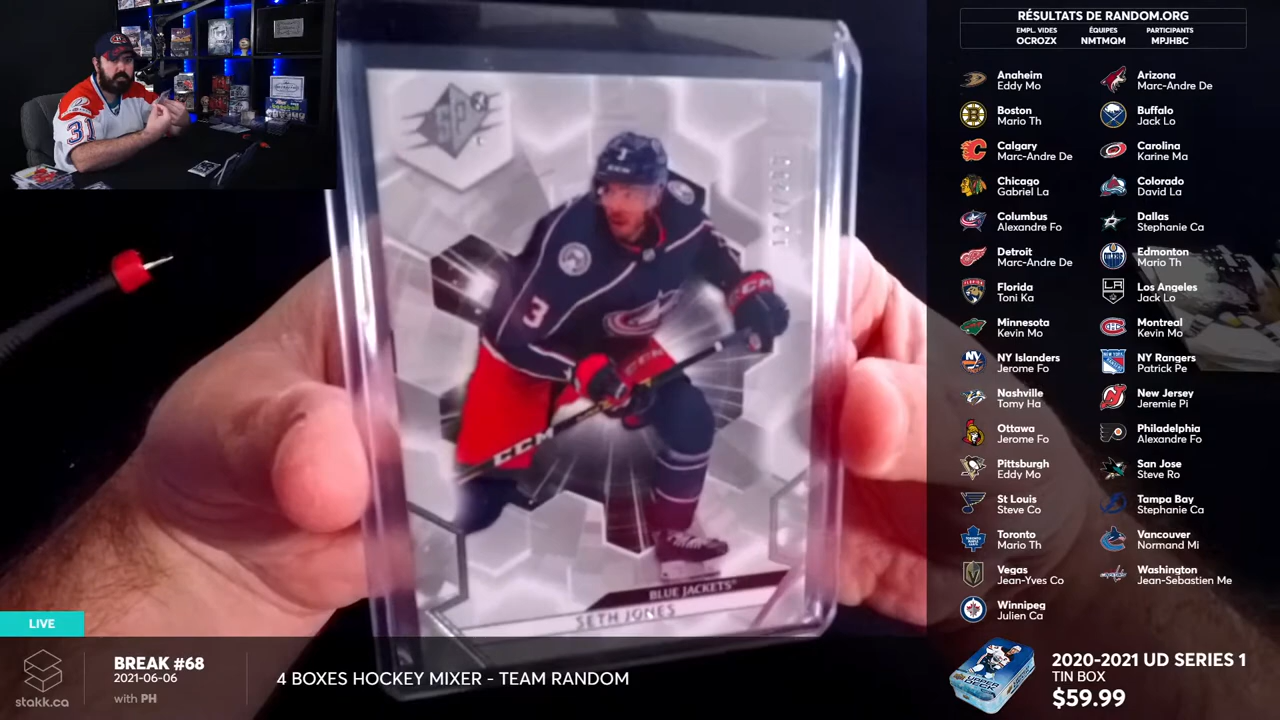 RÉSULTATS DE RANDOM.ORG
EMPL. VIDES
OCROZX
ÉQUIPES
NMTMQM
PARTICIPANTS
MPJHBC
Anaheim
Eddy Mo
Arizona
Marc-Andre De
Boston
Mario Th
Buffalo
Jack Lo
Calgary
Marc-Andre De
Carolina
Karine Ma
Chicago
Gabriel La
Colorado
David La
Columbus
Alexandre Fo
Dallas
Stephanie Ca
Detroit
Marc-Andre De
Edmonton
Mario Th
Florida
Toni Ka
Los Angeles
Jack Lo
Minnesota
Kevin Mo
Montreal
Kevin Mo
NY Islanders
Jerome Fo
NY Rangers
Patrick Pe
Nashville
Tomy Ha
New Jersey
Jeremie Pi
Ottawa
Jerome Fo
Philadelphia
Alexandre Fo
Pittsburgh
Eddy Mo
San Jose
Steve Ro
St Louis
Steve Co
Tampa Bay
Stephanie Ca
Toronto
Mario Th
Vancouver
Normand Mi
Vegas
Jean-Yves Co
Washington
Jean-Sebastien Me
Winnipeg
Julien Ca
31
SPx
3
3
CCM
CCM
CCM
BLUE JACKETS
SETH JONES
LIVE
stakk.ca
BREAK #68
2021-06-06
with PH
4 BOXES HOCKEY MIXER - TEAM RANDOM
2020-2021 UD SERIES 1
TIN BOX
$59.99